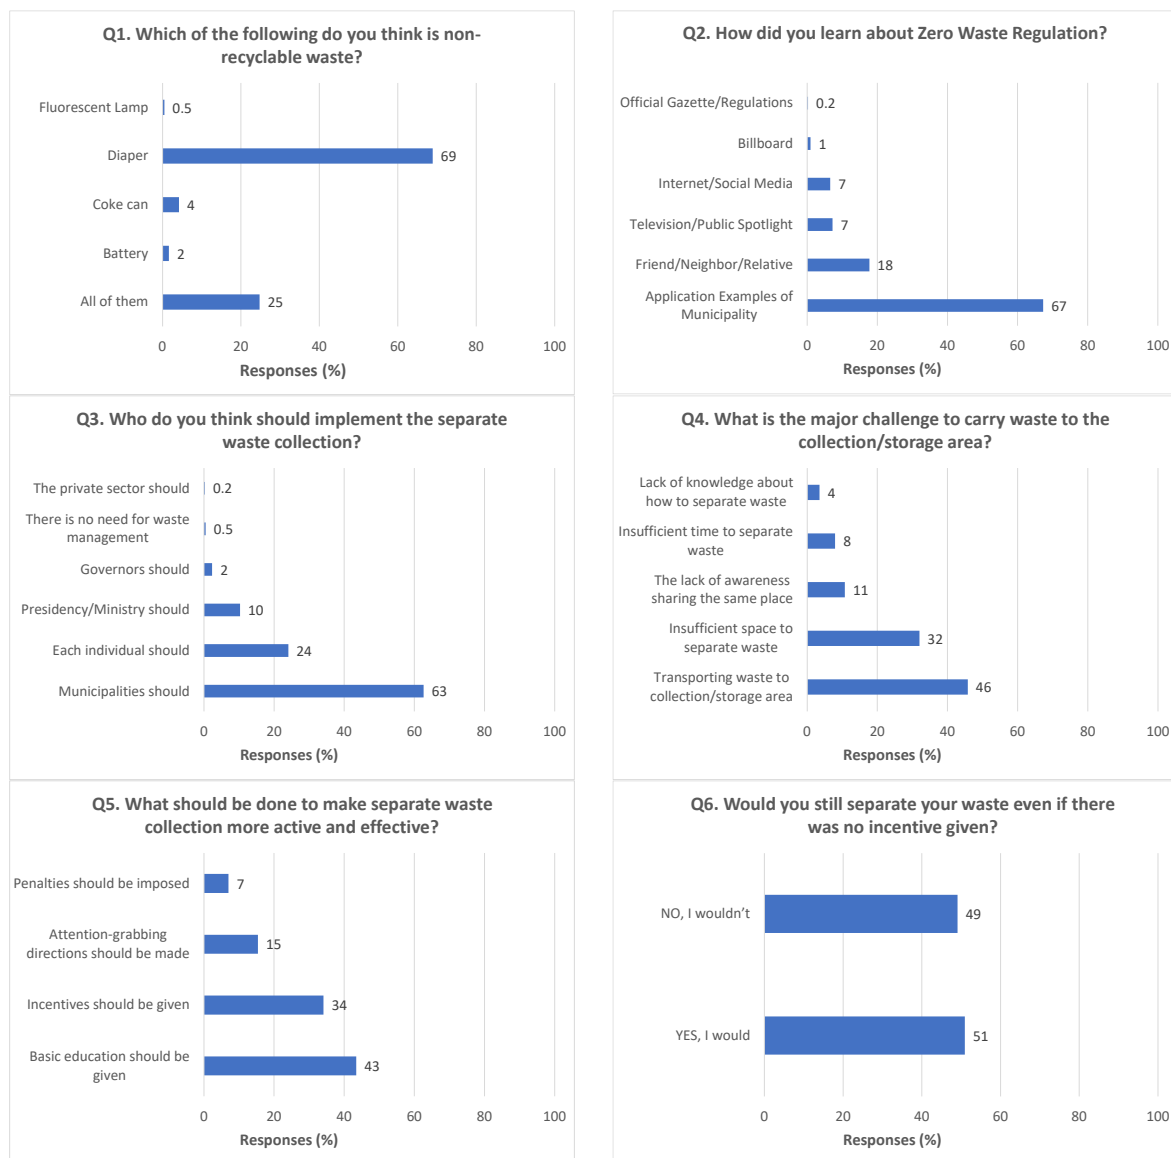 Q1. Which of the following do you think is non-
recyclable waste?
Fluorescent Lamp
0.5
Diaper
69
Coke can
4
Battery
2
All of them
25
0 20 40 60 80 100
Responses (%)
Q2. How did you learn about Zero Waste Regulation?
Official Gazette/Regulations
0.2
Billboard
1
Internet/Social Media
7
Television/Public Spotlight
7
Friend/Neighbor/Relative
18
Application Examples of
Municipality
67
0 20 40 60 80 100
Responses (%)
Q3. Who do you think should implement the separate
waste collection?
The private sector should
0.2
There is no need for waste
management
0.5
Governors should
2
Presidency/Ministry should
10
Each individual should
24
Municipalities should
63
0 20 40 60 80 100
Responses (%)
Q4. What is the major challenge to carry waste to the
collection/storage area?
Lack of knowledge about
how to separate waste
4
Insufficient time to separate
waste
8
The lack of awareness
sharing the same place
11
Insufficient space to
separate waste
32
Transporting waste to
collection/storage area
46
0 20 40 60 80 100
Responses (%)
Q5. What should be done to make separate waste
collection more active and effective?
Penalties should be imposed
7
Attention-grabbing
directions should be made
15
Incentives should be given
34
Basic education should be
given
43
0 20 40 60 80 100
Responses (%)
Q6. Would you still separate your waste even if there
was no incentive given?
NO, I wouldn’t
49
YES, I would
51
0 20 40 60 80 100
Responses (%)